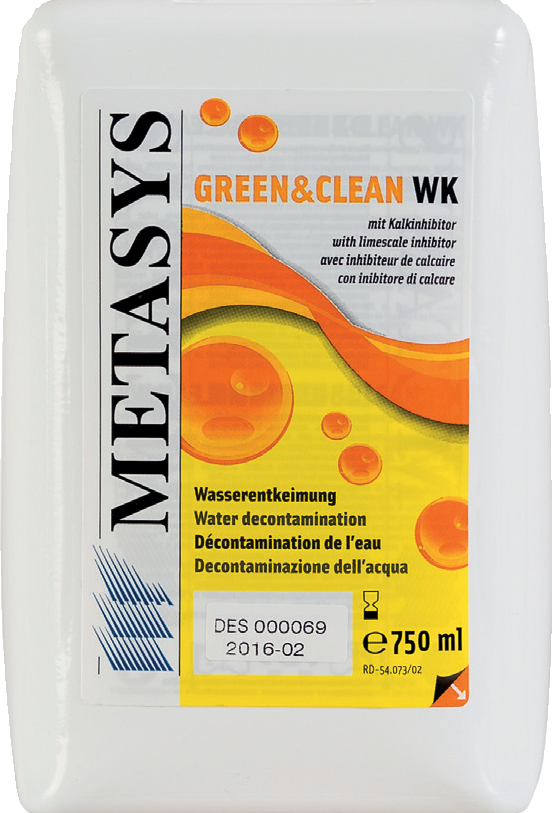 METASYS
GREEN&CLEAN WK
mit Kalkinhibitor
with limescale inhibitor
avec inhibiteur de calcaire
con inibitore di calcare
Wasserentkeimung
Water decontamination
Décontamination de l'eau
Decontaminazione dell'acqua
DES 000069
2016-02
℮750 ml
RD-54.073/02